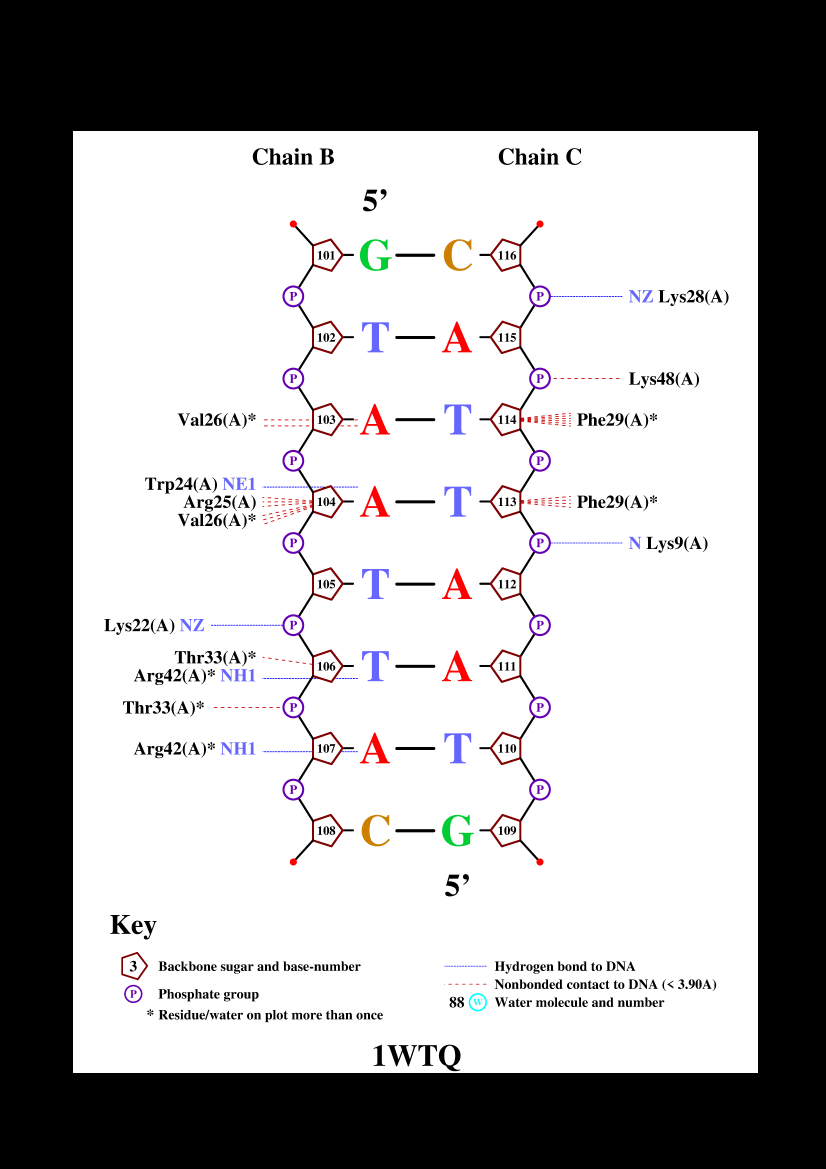 Chain B Chain C
5’
101 G C 116
P P NZ Lys28(A)
102 T A 115
P P Lys48(A)
Val26(A)* 103 A T 114 Phe29(A)*
P P
Trp24(A) NE1
Arg25(A) 104 A T 113 Phe29(A)*
Val26(A)*
P P N Lys9(A)
105 T A 112
Lys22(A) NZ P P
Thr33(A)*
106 T A 111
Arg42(A)* NH1
Thr33(A)* P P
Arg42(A)* NH1 107 A T 110
P P
108 C G 109
5’
Key
3 Backbone sugar and base-number
P Phosphate group
* Residue/water on plot more than once
Hydrogen bond to DNA
Nonbonded contact to DNA (< 3.90A)
88 W Water molecule and number
1WTQ